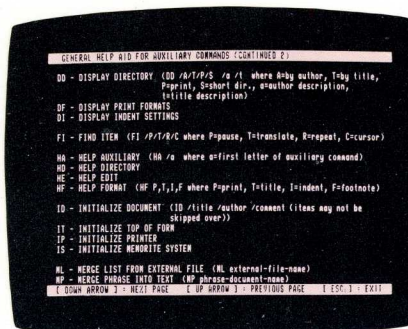 GENERAL HELP AID FOR AUXILIARY COMMANDS (CONTINUED 2)
DD - DISPLAY DIRECTORY (DD /A/T/P/S /a /t where A=by author, T=by title,
P=print, S=short dir., a=author description,
t=title description)
DF - DISPLAY PRINT FORMATS
DI - DISPLAY INDENT SETTINGS
FI - FIND ITEM (FI /P/T/R/C where P=pause, T=translate, R=repeat, C=cursor)
HA - HELP AUXILIARY (HA /a where a=first letter of auxiliary command)
HD - HELP DIRECTORY
HE - HELP EDIT
HF - HELP FORMAT (HF P,T,I,F where P=print, T=title, I=indent, F=footnote)
ID - INITIALIZE DOCUMENT (ID /title /author /comment (items may not be
skipped over))
IT - INITIALIZE TOP OF FORM
IP - INITIALIZE PRINTER
IS - INITIALIZE MEMORITE SYSTEM
ML - MERGE LIST FROM EXTERNAL FILE (ML external-file-name)
MP - MERGE PHRASE INTO TEXT (MP phrase-document-name)
[ DOWN ARROW ] = NEXT PAGE [ UP ARROW ] = PREVIOUS PAGE [ ESC. ] = EXIT